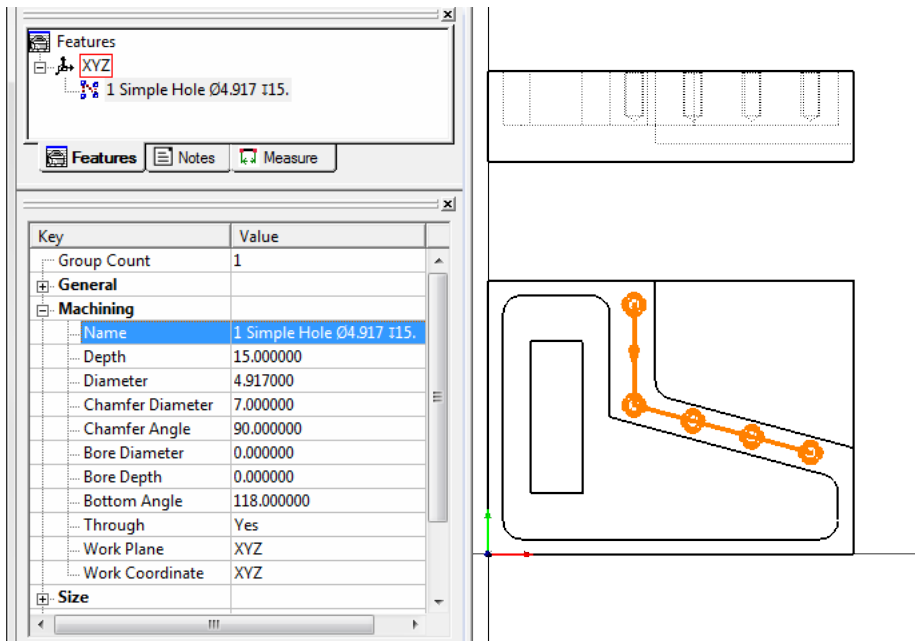 Features
XYZ
1 Simple Hole Ø4.917 ↧15.
Features Notes Measure
Key Value
Group Count 1
General
Machining
Name 1 Simple Hole Ø4.917 ↧15.
Depth 15.000000
Diameter 4.917000
Chamfer Diameter 7.000000
Chamfer Angle 90.000000
Bore Diameter 0.000000
Bore Depth 0.000000
Bottom Angle 118.000000
Through Yes
Work Plane XYZ
Work Coordinate XYZ
Size